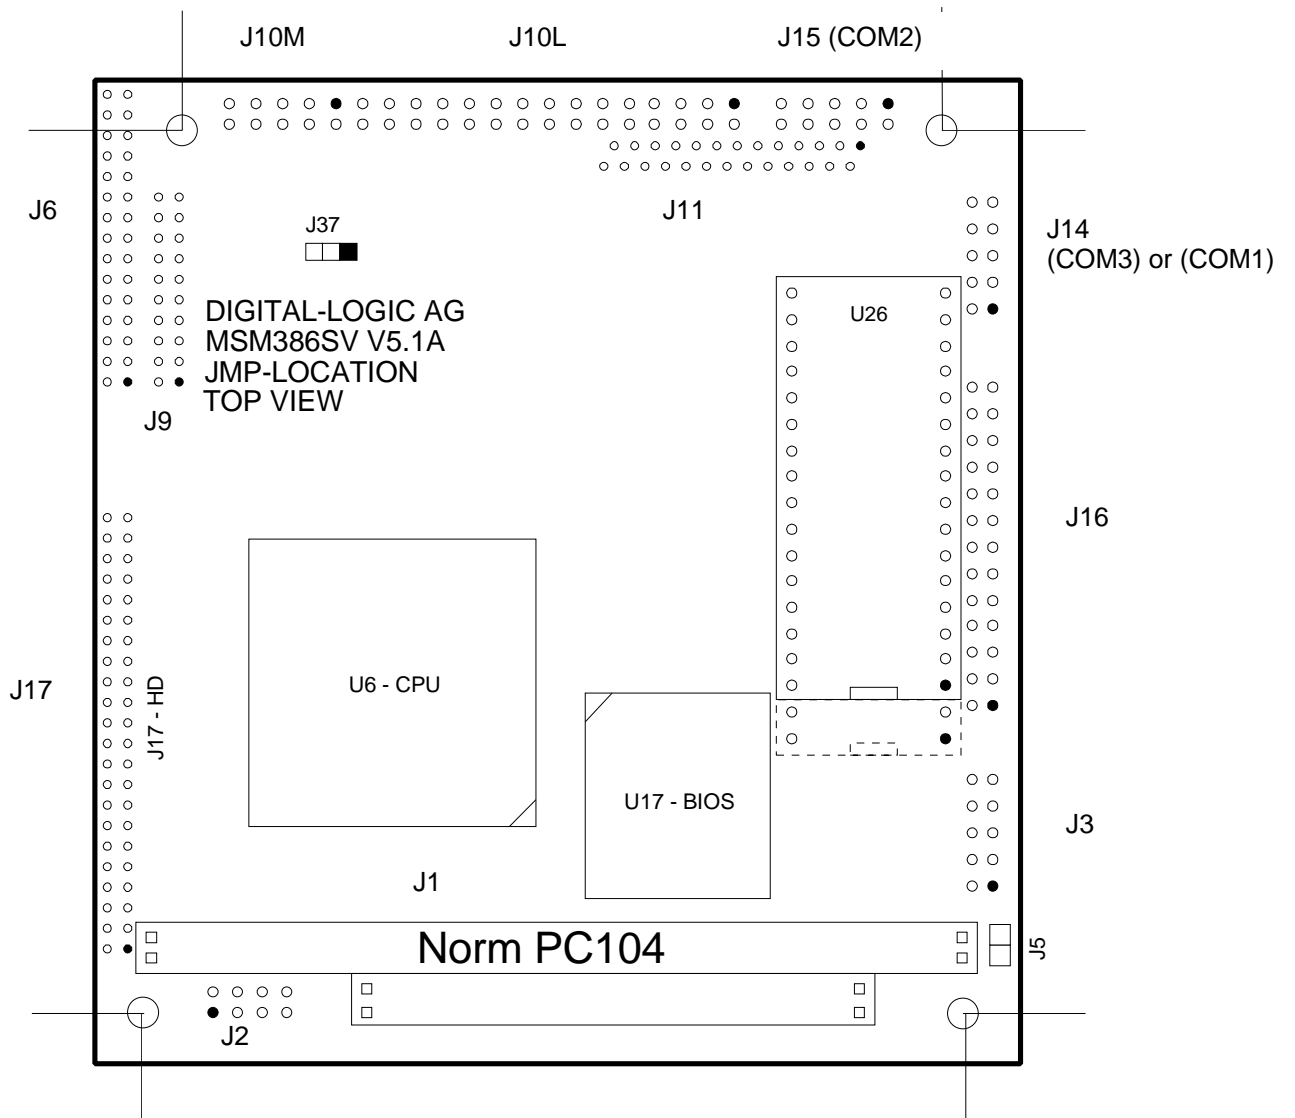 J10M
J10L
J15 (COM2)
J6
J11
J37
J14
(COM3) or (COM1)
DIGITAL-LOGIC AG
MSM386SV V5.1A
JMP-LOCATION
TOP VIEW
U26
J9
J16
J17
J17 - HD
U6 - CPU
U17 - BIOS
J3
J1
Norm PC104
J5
J2